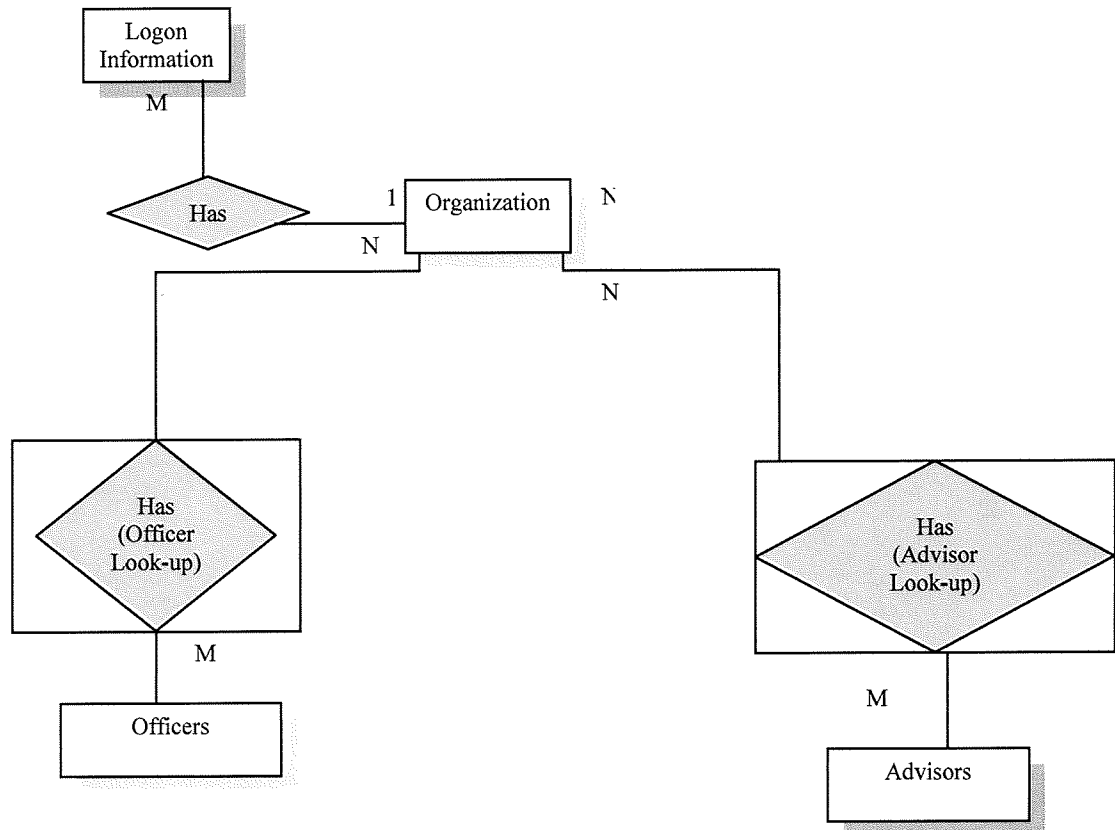 Logon
Information
M
Has
1
Organization
N
N
N
Has
(Officer
Look-up)
Has
(Advisor
Look-up)
M
M
Officers
Advisors